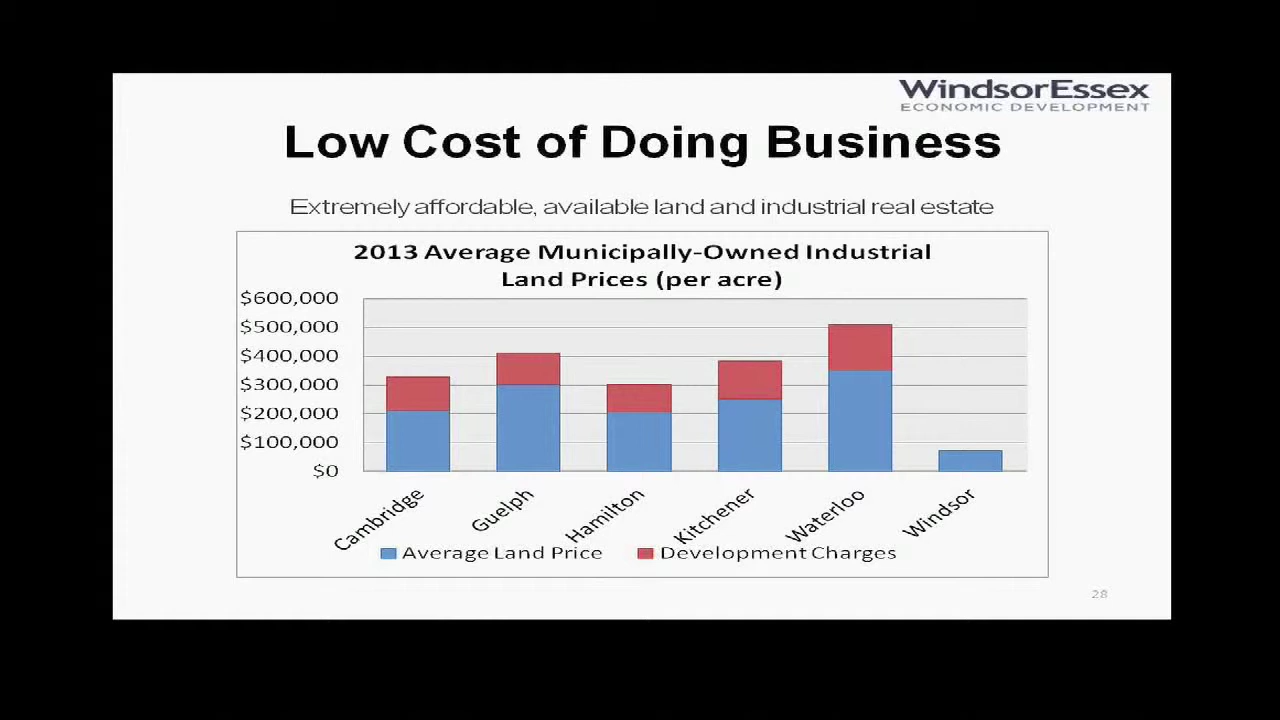 WindsorEssex
ECONOMIC DEVELOPMENT
Low Cost of Doing Business
Extremely affordable, available land and industrial real estate
2013 Average Municipally-Owned Industrial
Land Prices (per acre)
$600,000
$500,000
$400,000
$300,000
$200,000
$100,000
$0
Cambridge
Guelph
Hamilton
Kitchener
Waterloo
Windsor
Average Land Price
Development Charges
28